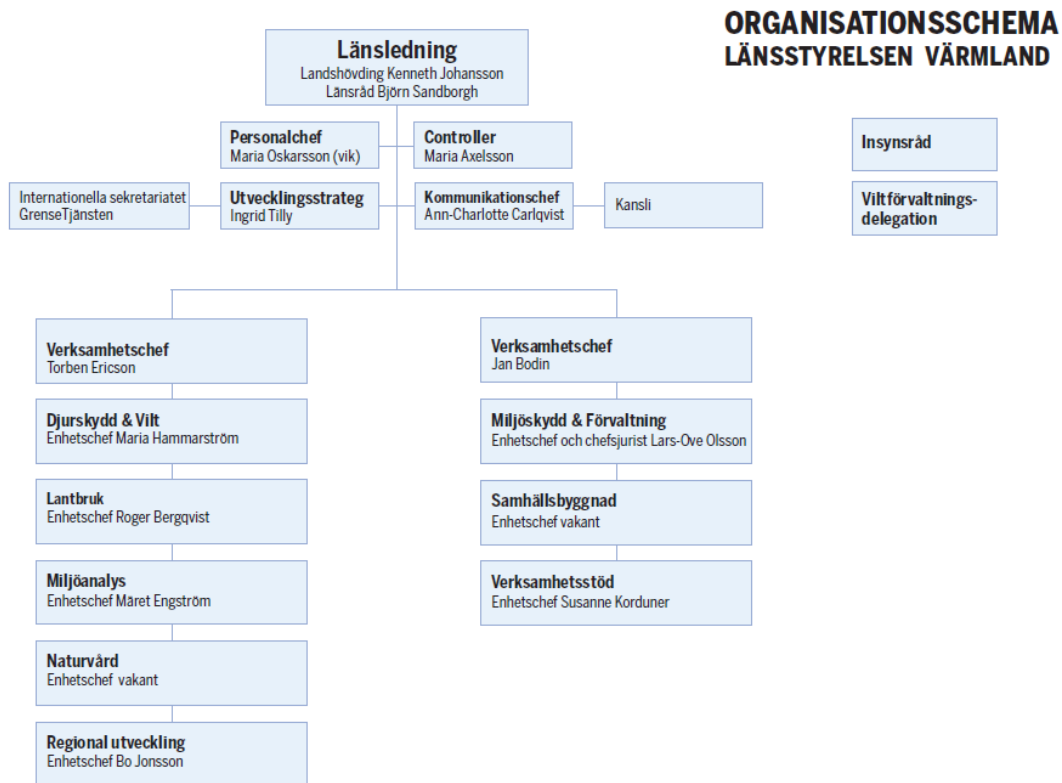 ORGANISATIONSSCHEMA
LÄNSSTYRELSEN VÄRMLAND
Länsledning
Landshövding Kenneth Johansson
Länsråd Björn Sandborgh
Personalchef
Maria Oskarsson (vik)
Controller
Maria Axelsson
Insynsråd
Internationella sekretariatet
GrenseTjänsten
Utvecklingsstrateg
Ingrid Tilly
Kommunikationschef
Ann-Charlotte Carlqvist
Kansli
Viltförvaltnings-
delegation
Verksamhetschef
Torben Ericson
Djurskydd & Vilt
Enhetschef Maria Hammarström
Lantbruk
Enhetschef Roger Bergqvist
Miljöanalys
Enhetschef Måret Engström
Naturvård
Enhetschef vakant
Regional utveckling
Enhetschef Bo Jonsson
Verksamhetschef
Jan Bodin
Miljöskydd & Förvaltning
Enhetschef och chefsjurist Lars-Ove Olsson
Samhällsbyggnad
Enhetschef vakant
Verksamhetsstöd
Enhetschef Susanne Korduner